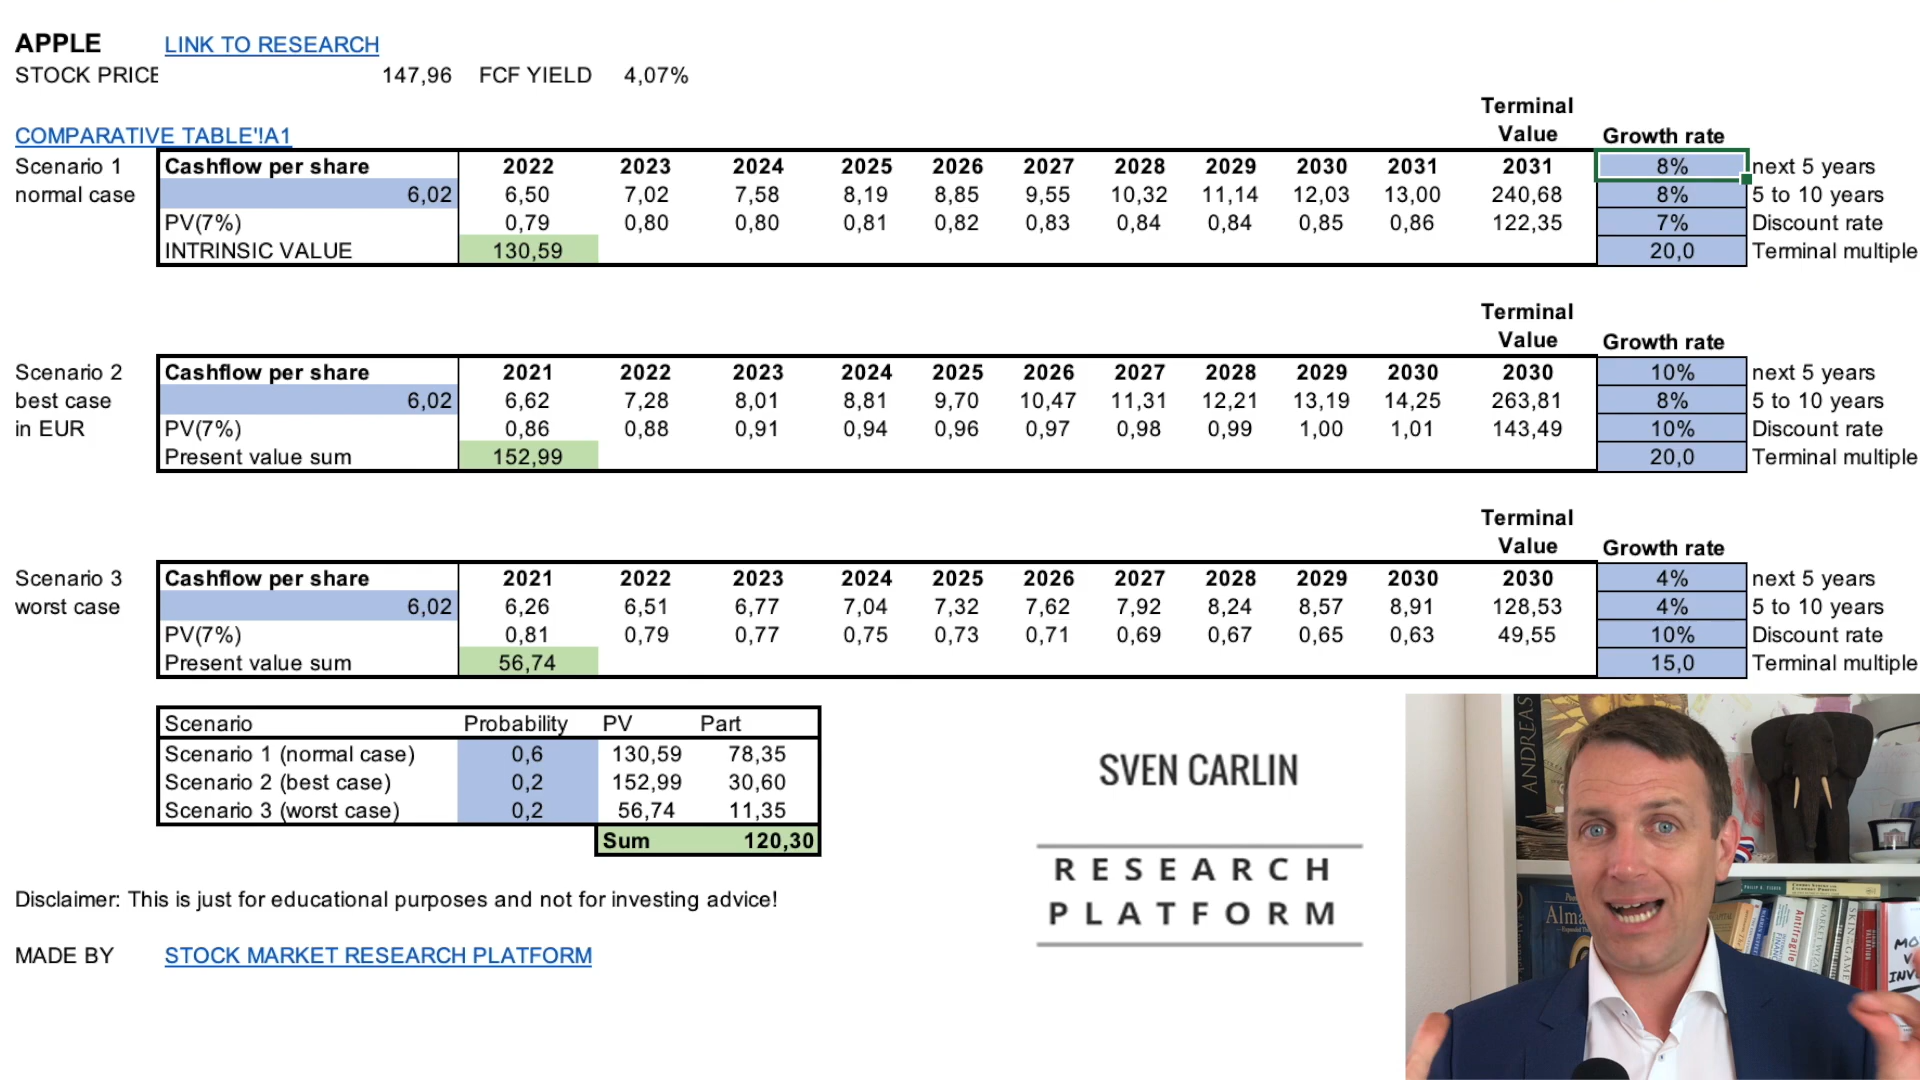 APPLE LINK TO RESEARCH
STOCK PRICE 147,96 FCF YIELD 4,07%
Terminal
COMPARATIVE TABLE'!A1 Value Growth rate
Scenario 1 Cashflow per share 2022 2023 2024 2025 2026 2027 2028 2029 2030 2031 2031 8% next 5 years
normal case 6,02 6,50 7,02 7,58 8,19 8,85 9,55 10,32 11,14 12,03 13,00 240,68 8% 5 to 10 years
PV(7%) 0,79 0,80 0,80 0,81 0,82 0,83 0,84 0,84 0,85 0,86 122,35 7% Discount rate
INTRINSIC VALUE 130,59 20,0 Terminal multiple
Terminal
Value Growth rate
Scenario 2 Cashflow per share 2021 2022 2023 2024 2025 2026 2027 2028 2029 2030 2030 10% next 5 years
best case 6,02 6,62 7,28 8,01 8,81 9,70 10,47 11,31 12,21 13,19 14,25 263,81 8% 5 to 10 years
in EUR PV(7%) 0,86 0,88 0,91 0,94 0,96 0,97 0,98 0,99 1,00 1,01 143,49 10% Discount rate
Present value sum 152,99 20,0 Terminal multiple
Terminal
Value Growth rate
Scenario 3 Cashflow per share 2021 2022 2023 2024 2025 2026 2027 2028 2029 2030 2030 4% next 5 years
worst case 6,02 6,26 6,51 6,77 7,04 7,32 7,62 7,92 8,24 8,57 8,91 128,53 4% 5 to 10 years
PV(7%) 0,81 0,79 0,77 0,75 0,73 0,71 0,69 0,67 0,65 0,63 49,55 10% Discount rate
Present value sum 56,74 15,0 Terminal multiple
Scenario Probability PV Part
Scenario 1 (normal case) 0,6 130,59 78,35
Scenario 2 (best case) 0,2 152,99 30,60
Scenario 3 (worst case) 0,2 56,74 11,35
Sum 120,30
SVEN CARLIN
RESEARCH
PLATFORM
Disclaimer: This is just for educational purposes and not for investing advice!
MADE BY STOCK MARKET RESEARCH PLATFORM
ANDREAS
Antifragile
SKIN IN THE GAME